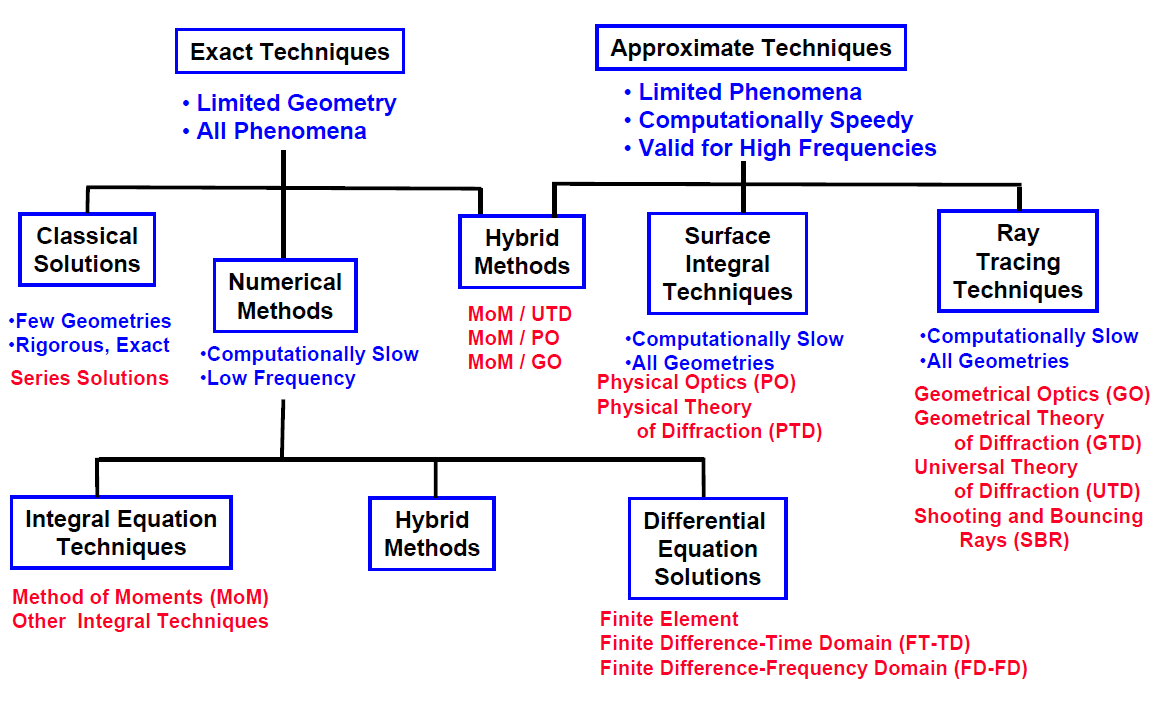 Exact Techniques
• Limited Geometry
• All Phenomena
Approximate Techniques
• Limited Phenomena
• Computationally Speedy
• Valid for High Frequencies
Classical
Solutions
•Few Geometries
•Rigorous, Exact
Series Solutions
Numerical
Methods
•Computationally Slow
•Low Frequency
Hybrid
Methods
MoM / UTD
MoM / PO
MoM / GO
Surface
Integral
Techniques
•Computationally Slow
•All Geometries
Physical Optics (PO)
Physical Theory
of Diffraction (PTD)
Ray
Tracing
Techniques
•Computationally Slow
•All Geometries
Geometrical Optics (GO)
Geometrical Theory
of Diffraction (GTD)
Universal Theory
of Diffraction (UTD)
Shooting and Bouncing
Rays (SBR)
Integral Equation
Techniques
Method of Moments (MoM)
Other Integral Techniques
Hybrid
Methods
Differential
Equation
Solutions
Finite Element
Finite Difference-Time Domain (FT-TD)
Finite Difference-Frequency Domain (FD-FD)